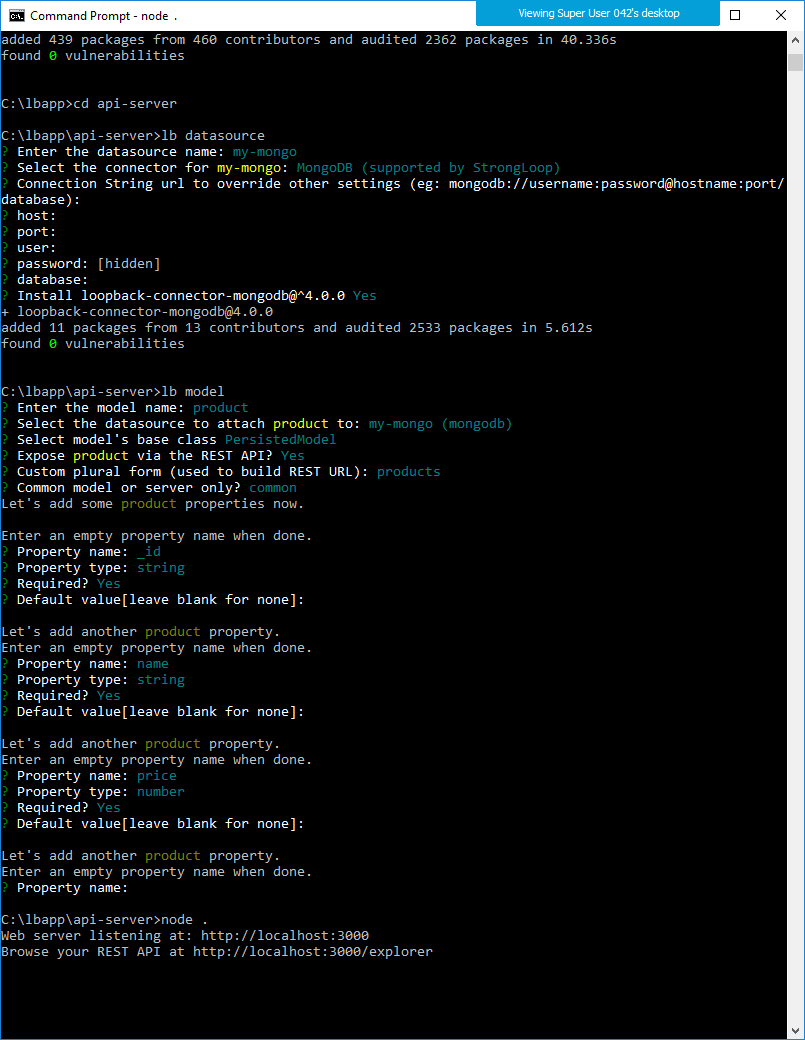 Command Prompt - node .
Viewing Super User 042's desktop
added 439 packages from 460 contributors and audited 2362 packages in 40.336s
found 0 vulnerabilities
C:\lbapp>cd api-server
C:\lbapp\api-server>lb datasource
? Enter the datasource name: my-mongo
? Select the connector for my-mongo: MongoDB (supported by StrongLoop)
? Connection String url to override other settings (eg: mongodb://username:password@hostname:port/
database):
? host:
? port:
? user:
? password: [hidden]
? database:
? Install loopback-connector-mongodb@^4.0.0 Yes
+ loopback-connector-mongodb@4.0.0
added 11 packages from 13 contributors and audited 2533 packages in 5.612s
found 0 vulnerabilities
C:\lbapp\api-server>lb model
? Enter the model name: product
? Select the datasource to attach product to: my-mongo (mongodb)
? Select model's base class PersistedModel
? Expose product via the REST API? Yes
? Custom plural form (used to build REST URL): products
? Common model or server only? common
Let's add some product properties now.
Enter an empty property name when done.
? Property name: _id
? Property type: string
? Required? Yes
? Default value[leave blank for none]:
Let's add another product property.
Enter an empty property name when done.
? Property name: name
? Property type: string
? Required? Yes
? Default value[leave blank for none]:
Let's add another product property.
Enter an empty property name when done.
? Property name: price
? Property type: number
? Required? Yes
? Default value[leave blank for none]:
Let's add another product property.
Enter an empty property name when done.
? Property name:
C:\lbapp\api-server>node .
Web server listening at: http://localhost:3000
Browse your REST API at http://localhost:3000/explorer